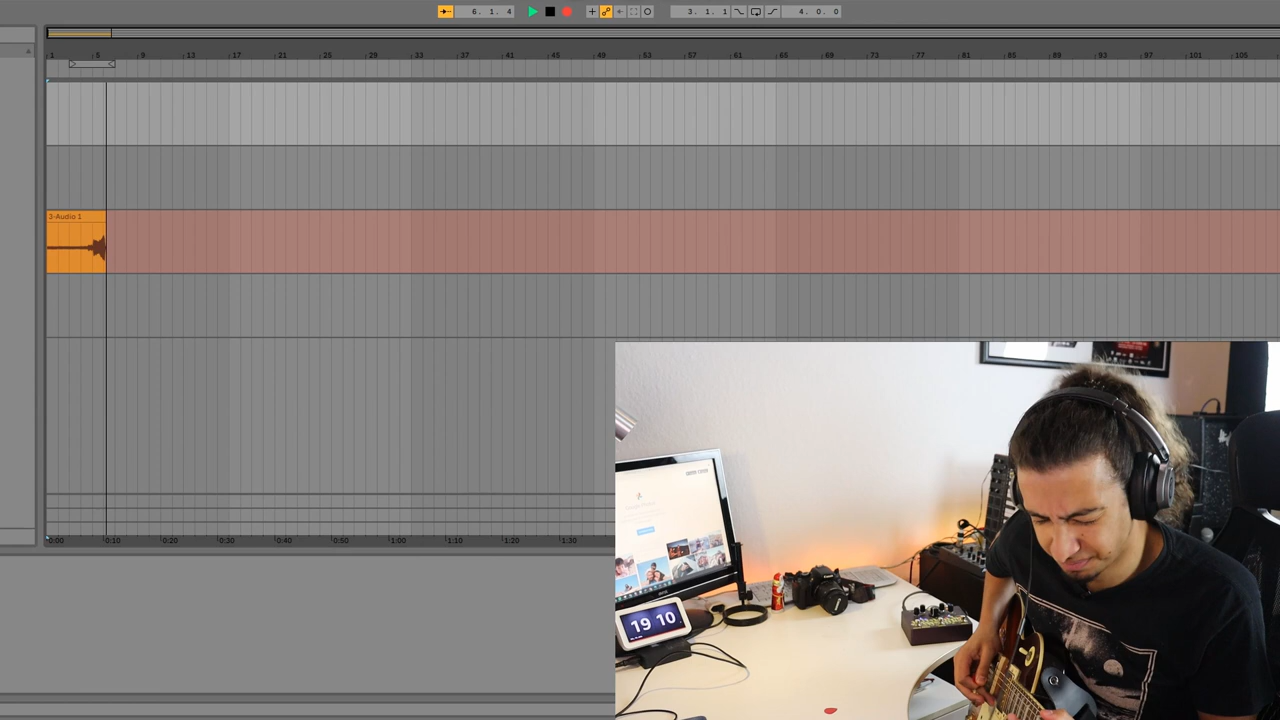 6. 1. 4
3. 1. 1
4. 0. 0
1 5 9 13 17 21 25 29 33 37 41 45 49 53 57 61 65 69 73 77 81 85 89 93 97 101 105
3-Audio 1
0:00 0:10 0:20 0:30 0:40 0:50 1:00 1:10 1:20 1:30
19 10